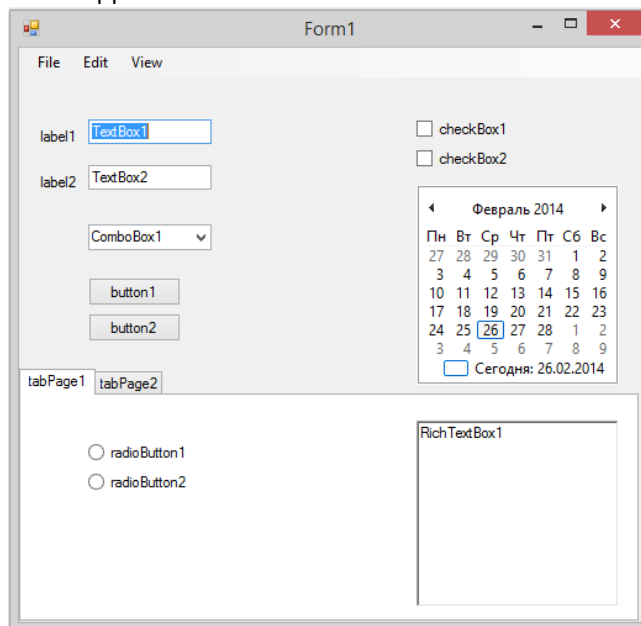 Form1
File Edit View
label1 TextBox1
checkBox1
checkBox2
label2 TextBox2
ComboBox1
button1
button2
Февраль 2014
Пн Вт Ср Чт Пт Сб Вс
27 28 29 30 31 1 2
3 4 5 6 7 8 9
10 11 12 13 14 15 16
17 18 19 20 21 22 23
24 25 26 27 28 1 2
3 4 5 6 7 8 9
Сегодня: 26.02.2014
tabPage1 tabPage2
radioButton1
radioButton2
RichTextBox1